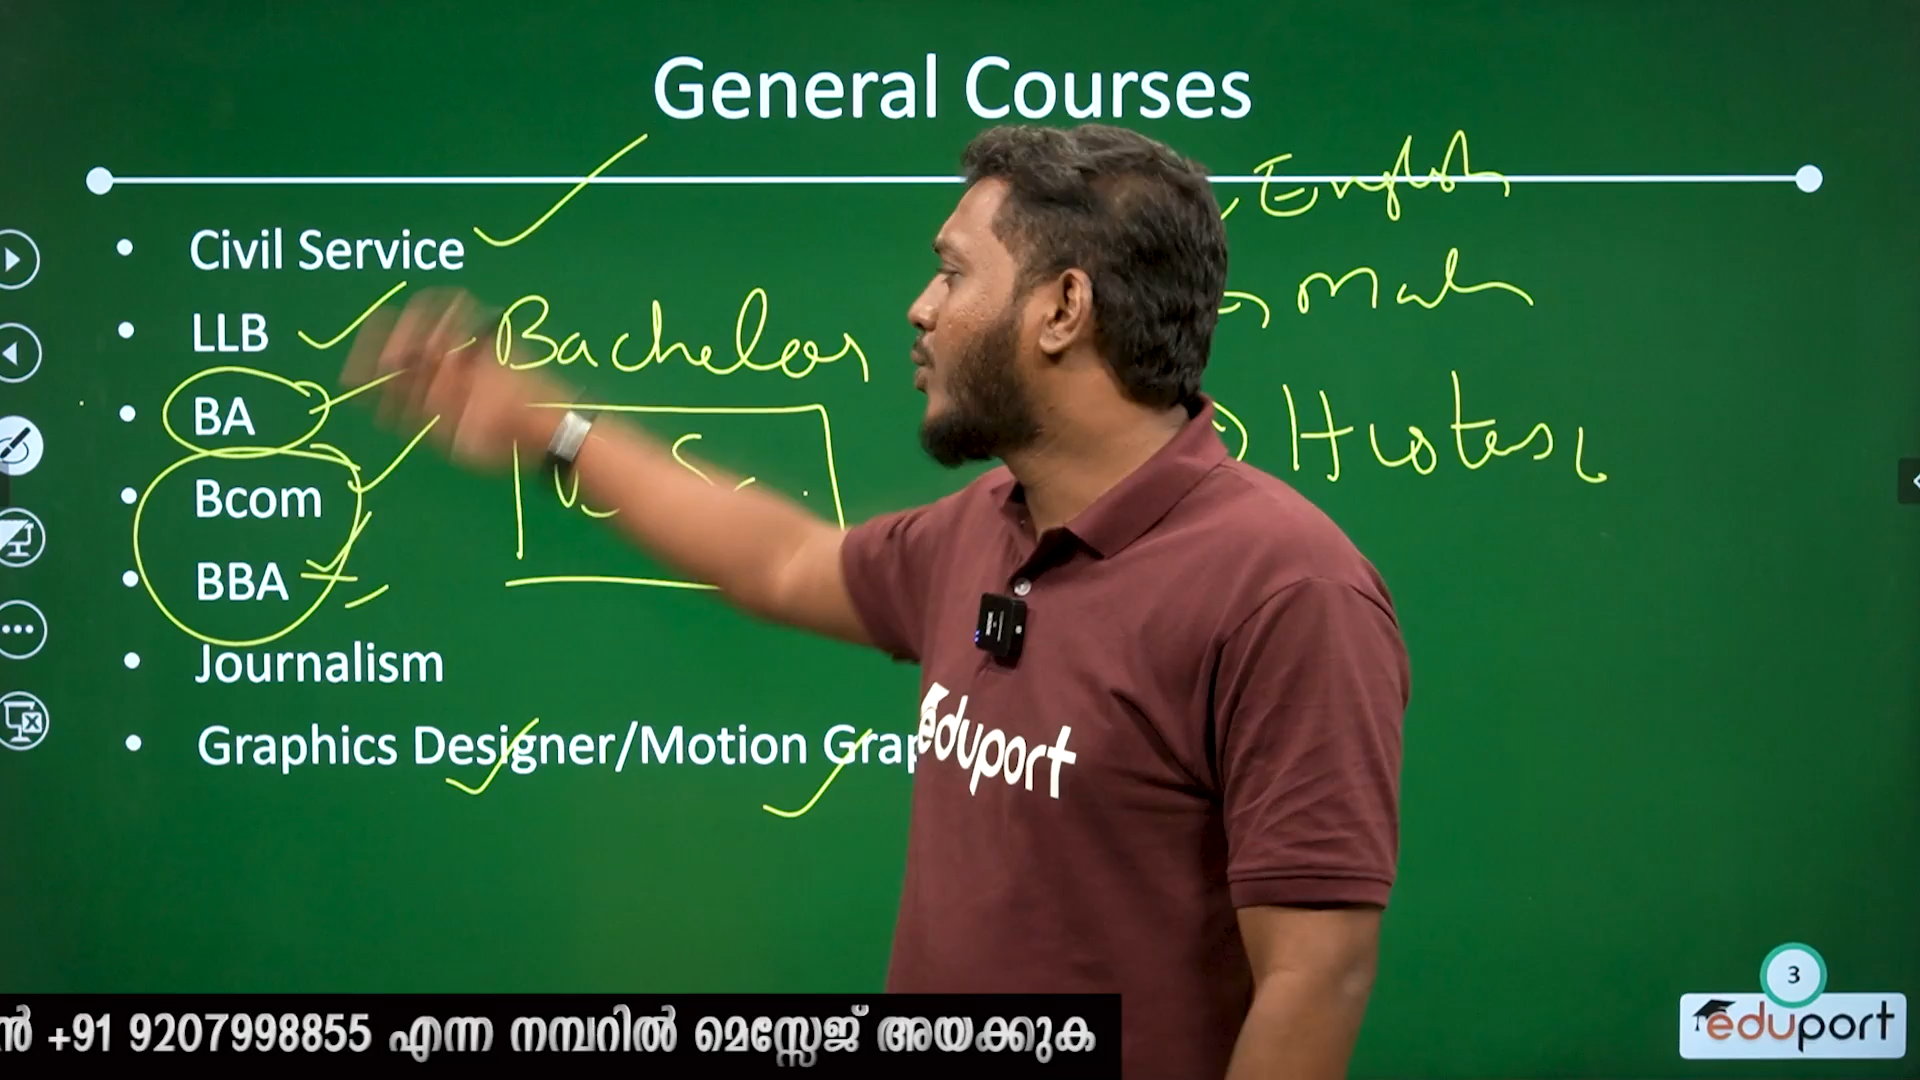 General Courses
English
Civil Service
LLB
Bachelor
BA
Bcom
BBA
Journalism
Graphics Designer/Motion Grap
eduport
3
eduport
ൻ +91 9207998855 എന്ന നമ്പറിൽ മെസ്സേജ് അയക്കുക